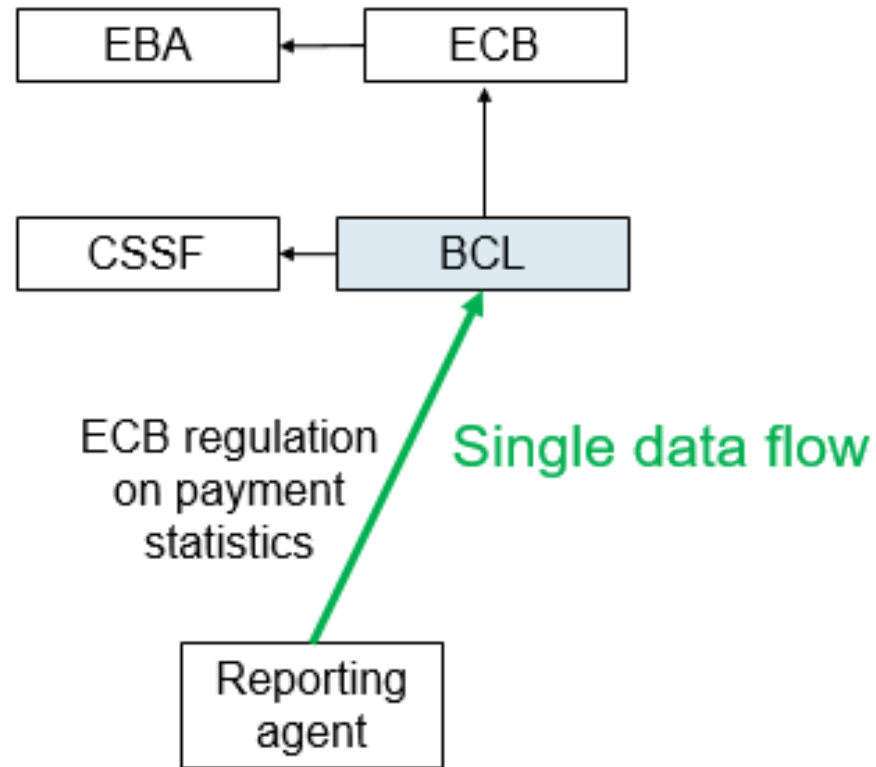 EBA
ECB
CSSF
BCL
ECB regulation
on payment
statistics
Single data flow
Reporting
agent